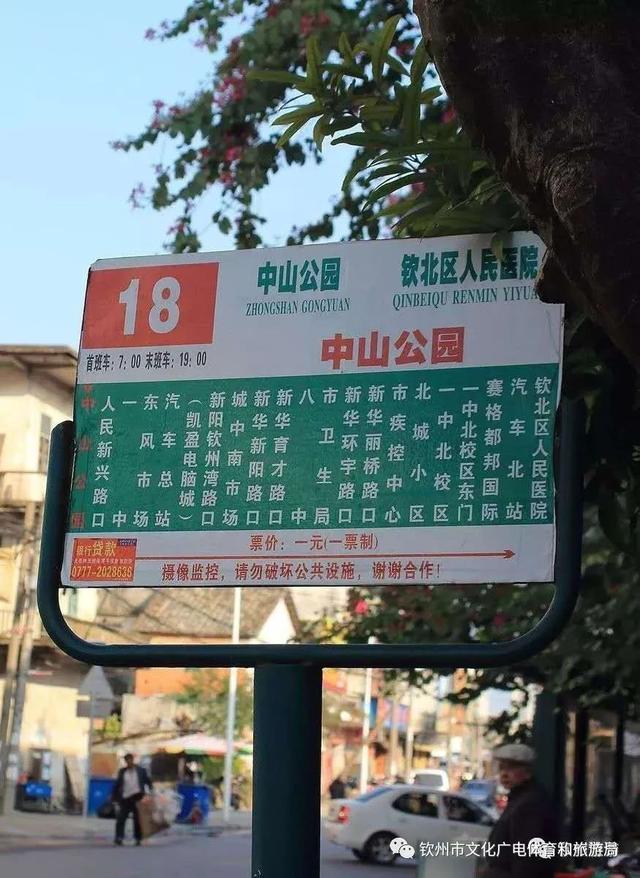 18
中山公园
ZHONGSHAN GONGYUAN
钦北区人民医院
QINBEIQU RENMIN YIYUA
首班车：7：00 末班车：19：00
中山公园
中山公园
人民新兴路口
一中
东风市场
汽车总站
（凯盈电脑城）
新阳钦州湾路口
城中南市场
新华新阳路口
新华育才路口
八中
市卫生局
新华环宇路口
新华丽桥路口
市疾控中心
北城小区
一中北校区
一中北校区东门
赛格都邦国际
汽车北站
钦北区人民医院
银行贷款
0777-2028636
票价：一元(一票制)
摄像监控，请勿破坏公共设施，谢谢合作！
钦州市文化广电体育和旅游局